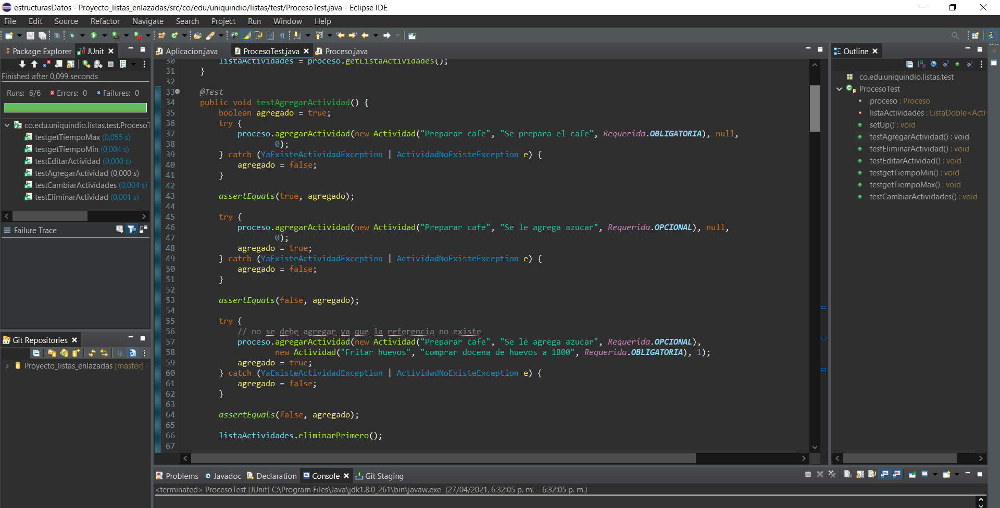 estructurasDatos - Proyecto_listas_enlazadas/src/co/edu/uniquindio/listas/test/ProcesoTest.java - Eclipse IDE
File Edit Source Refactor Navigate Search Project Run Window Help
Package Explorer JUnit
Finished after 0,099 seconds
Runs: 6/6 Errors: 0 Failures: 0
co.edu.uniquindio.listas.test.ProcesoT
testgetTiempoMax (0,055 s)
testgetTiempoMin (0,004 s)
testEditarActividad (0,000 s)
testAgregarActividad (0,000 s)
testCambiarActividades (0,004 s)
testEliminarActividad (0,001 s)
Failure Trace
Git Repositories
Proyecto_listas_enlazadas [master] -
Aplicacion.java ProcesoTest.java Proceso.java
30 listaActividades = proceso.getListaActividades();
31 }
32
33 @Test
34 public void testAgregarActividad() {
35 boolean agregado = true;
36 try {
37 proceso.agregarActividad(new Actividad("Preparar cafe", "Se prepara el cafe", Requerida.OBLIGATORIA), null,
38 0);
39 } catch (YaExisteActividadException | ActividadNoExisteException e) {
40 agregado = false;
41 }
42
43 assertEquals(true, agregado);
44
45 try {
46 proceso.agregarActividad(new Actividad("Preparar cafe", "Se le agrega azucar", Requerida.OPCIONAL), null,
47 0);
48 agregado = true;
49 } catch (YaExisteActividadException | ActividadNoExisteException e) {
50 agregado = false;
51 }
52
53 assertEquals(false, agregado);
54
55 try {
56 // no se debe agregar ya que la referencia no existe
57 proceso.agregarActividad(new Actividad("Preparar cafe", "Se le agrega azucar", Requerida.OPCIONAL),
58 new Actividad("Fritar huevos", "comprar docena de huevos a 1800", Requerida.OBLIGATORIA), 1);
59 agregado = true;
60 } catch (YaExisteActividadException | ActividadNoExisteException e) {
61 agregado = false;
62 }
63
64 assertEquals(false, agregado);
65
66 listaActividades.eliminarPrimero();
67
Outline
co.edu.uniquindio.listas.test
ProcesoTest
proceso : Proceso
listaActividades : ListaDoble<Activ
setUp() : void
testAgregarActividad() : void
testEliminarActividad() : void
testEditarActividad() : void
testgetTiempoMin() : void
testgetTiempoMax() : void
testCambiarActividades() : void
Problems Javadoc Declaration Console Git Staging
<terminated> ProcesoTest [JUnit] C:\Program Files\Java\jdk1.8.0_261\bin\javaw.exe (27/04/2021, 6:32:05 p. m. – 6:32:05 p. m.)